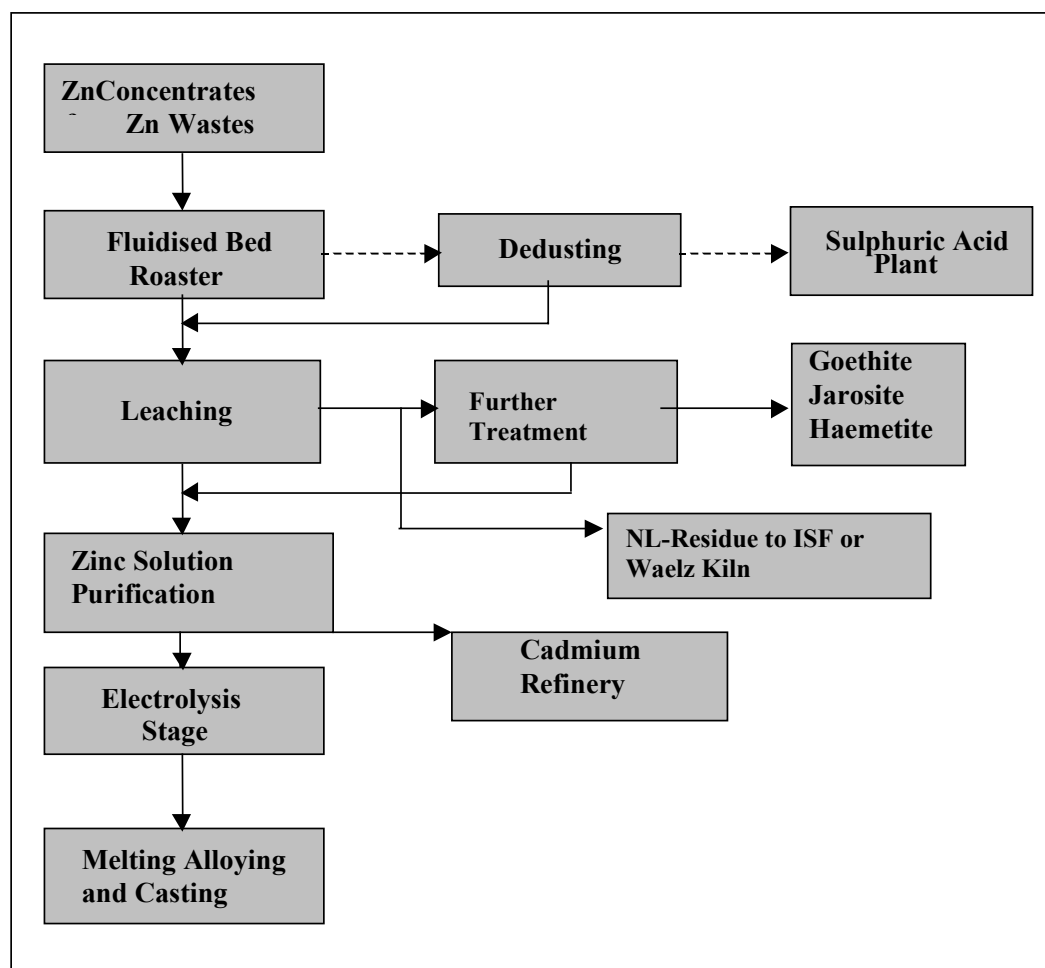 ZnConcentrates
Zn Wastes
Fluidised Bed
Roaster
Dedusting
Sulphuric Acid
Plant
Leaching
Further
Treatment
Goethite
Jarosite
Haemetite
NL-Residue to ISF or
Waelz Kiln
Zinc Solution
Purification
Cadmium
Refinery
Electrolysis
Stage
Melting Alloying
and Casting